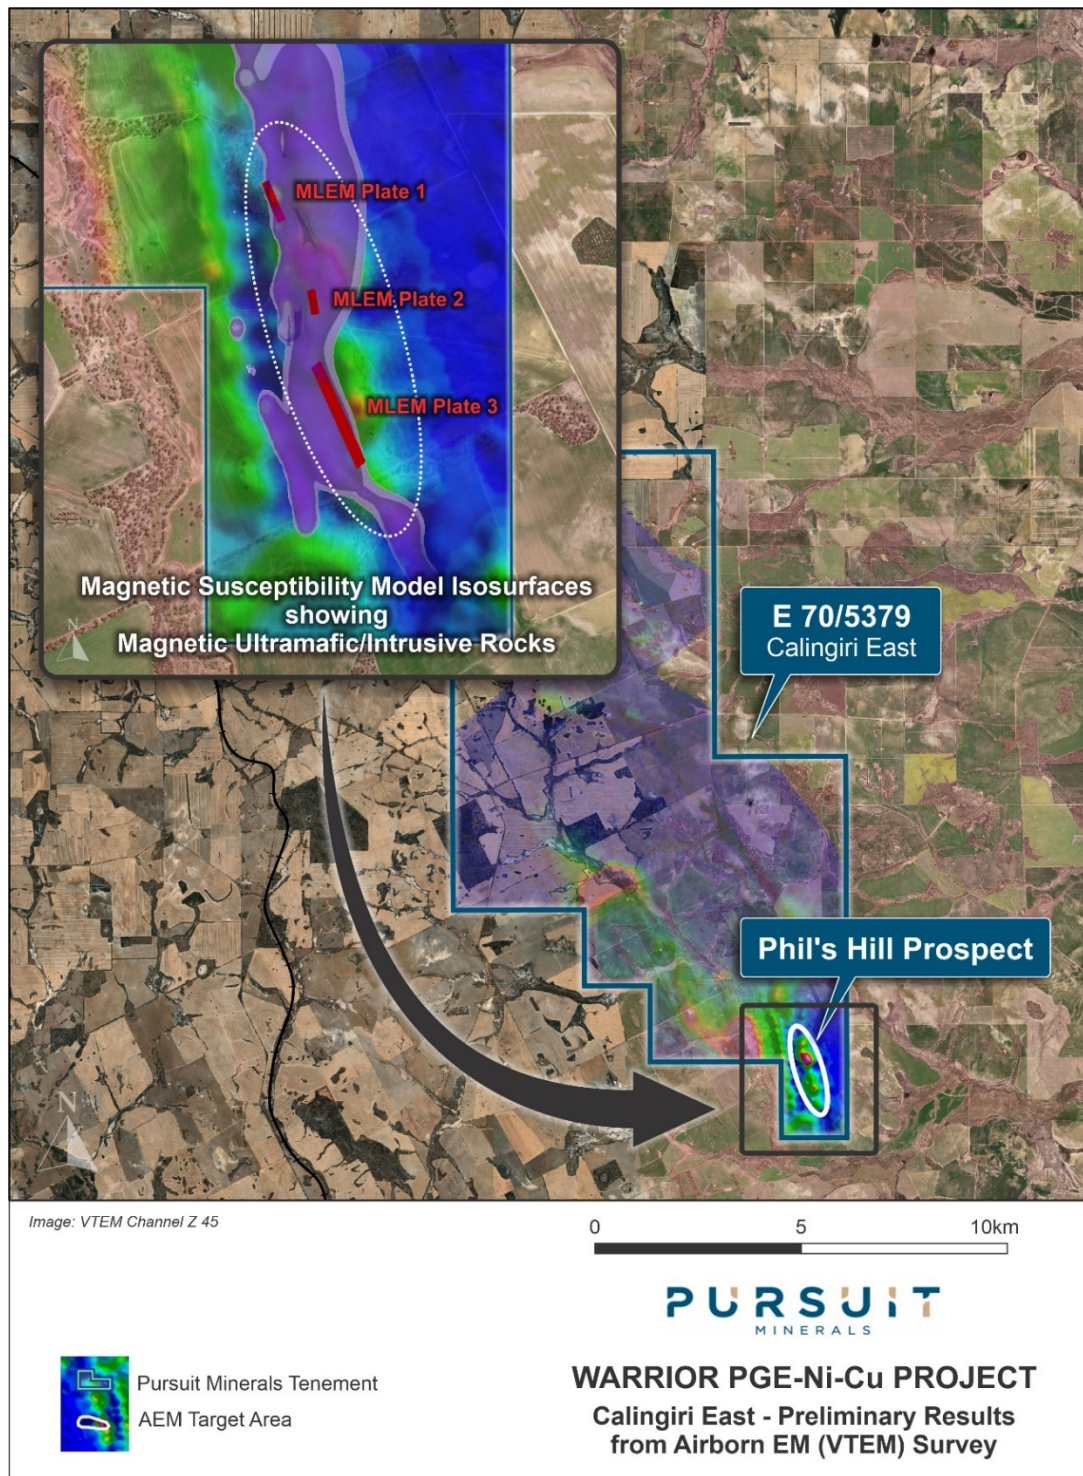 MLEM Plate 1
MLEM Plate 2
MLEM Plate 3
Magnetic Susceptibility Model Isosurfaces
showing
Magnetic Ultramafic/Intrusive Rocks
N
E 70/5379
Calingiri East
Phil's Hill Prospect
N
Image: VTEM Channel Z 45
0 5 10km
PURSUIT
MINERALS
Pursuit Minerals Tenement
AEM Target Area
WARRIOR PGE-Ni-Cu PROJECT
Calingiri East - Preliminary Results
from Airborn EM (VTEM) Survey